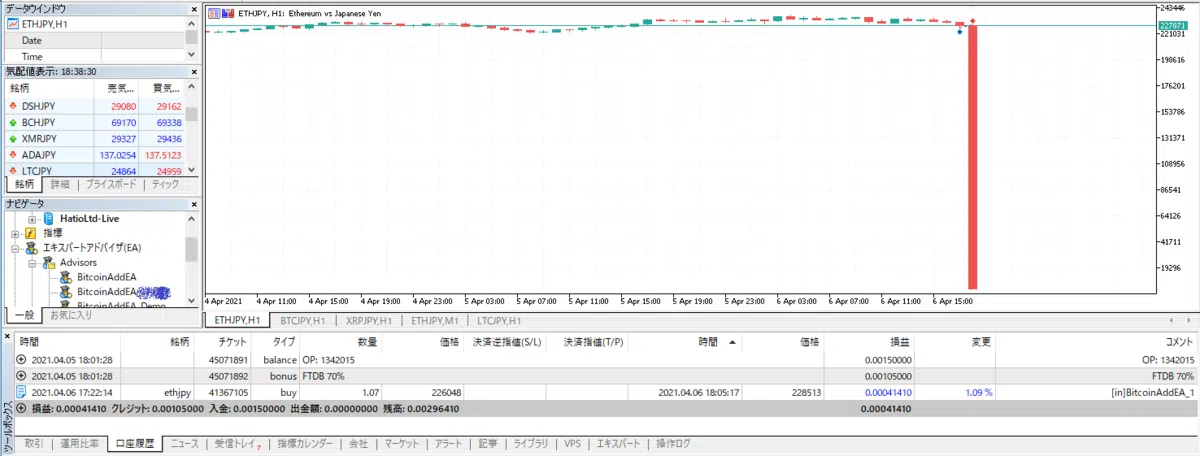 データウインドウ ×
ETHJPY,H1
Date
Time
気配値表示: 18:38:30 ×
銘柄 売気... 買気...
DSHJPY 29080 29162
BCHJPY 69170 69338
XMRJPY 29327 29436
ADAJPY 137.0254 137.5123
LTCJPY 24864 24959
銘柄 | 詳細 | プライスボード | ティック
ナビゲータ ×
HatioLtd-Live
指標
エキスパートアドバイザ(EA)
Advisors
BitcoinAddEA
BitcoinAddEA
BitcoinAddEA_Demo
一般 お気に入り
ETHJPY, H1: Ethereum vs Japanese Yen
243446
227871
221031
198616
176201
153786
131371
108956
86541
64126
41711
19296
4 Apr 2021 4 Apr 11:00 4 Apr 15:00 4 Apr 19:00 4 Apr 23:00 5 Apr 03:00 5 Apr 07:00 5 Apr 11:00 5 Apr 15:00 5 Apr 19:00 5 Apr 23:00 6 Apr 03:00 6 Apr 07:00 6 Apr 11:00 6 Apr 15:00
ETHJPY,H1 | BTCJPY,H1 | XRPJPY,H1 | ETHJPY,M1 | LTCJPY,H1
時間 銘柄 チケット タイプ 数量 価格 決済逆指値(S/L) 決済指値(T/P) 時間 価格 損益 変更 コメント
2021.04.05 18:01:28 45071891 balance OP: 1342015 0.00150000 OP: 1342015
2021.04.05 18:01:28 45071892 bonus FTDB 70% 0.00105000 FTDB 70%
2021.04.06 17:22:14 ethjpy 41367105 buy 1.07 226048 2021.04.06 18:05:17 228513 0.00041410 1.09 % [in]BitcoinAddEA_1
損益: 0.00041410 クレジット: 0.00105000 入金: 0.00150000 出金額: 0.00000000 残高: 0.00296410 0.00041410
ツールボックス
取引 | 運用比率 | 口座履歴 | ニュース | 受信トレイ7 | 指標カレンダー | 会社 | マーケット | アラート | 記事 | ライブラリ | VPS | エキスパート | 操作ログ